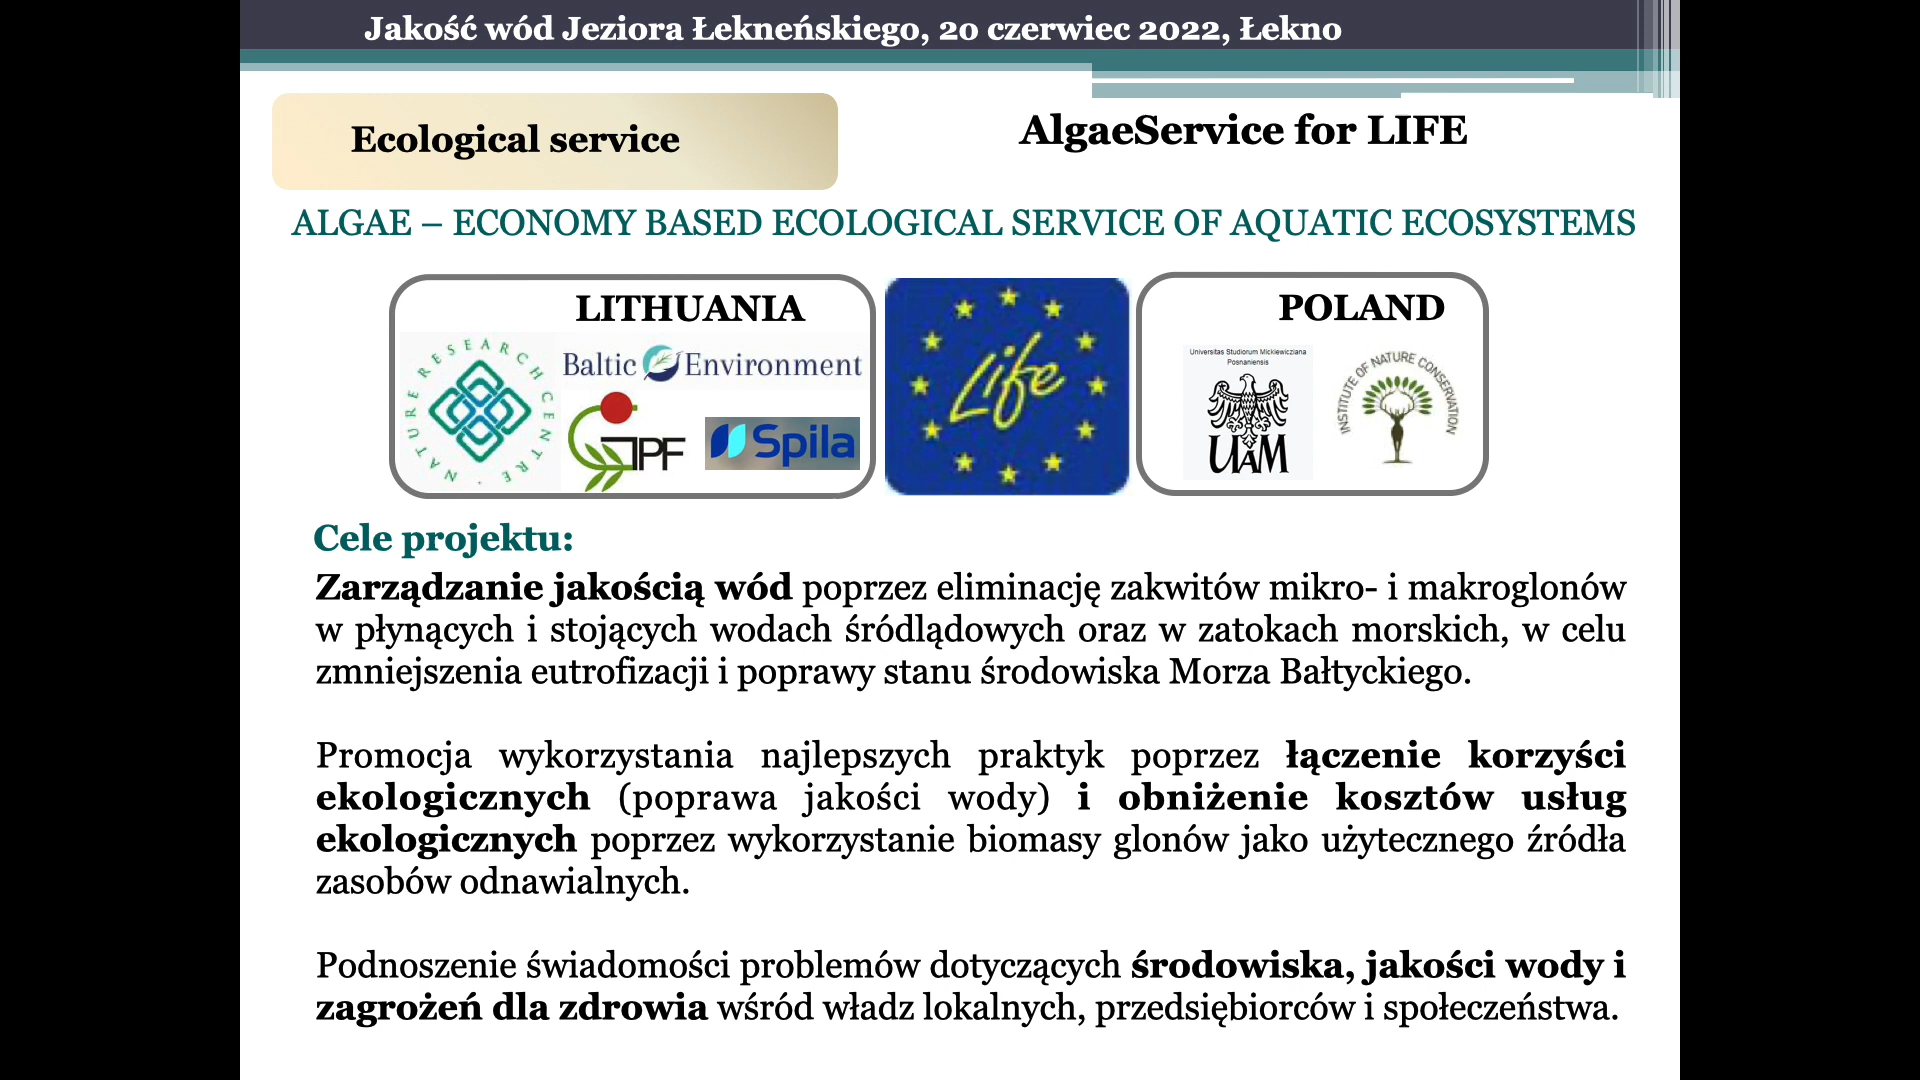 Jakość wód Jeziora Łekneńskiego, 20 czerwiec 2022, Łekno
Ecological service
AlgaeService for LIFE
ALGAE – ECONOMY BASED ECOLOGICAL SERVICE OF AQUATIC ECOSYSTEMS
LITHUANIA
NATURE RESEARCH CENTRE
Baltic Environment
GIPF
Spila
Life
POLAND
Universitas Studiorum Mickiewicziana
Posnaniensis
UAM
INSTITUTE OF NATURE CONSERVATION
Cele projektu:
Zarządzanie jakością wód poprzez eliminację zakwitów mikro- i makroglonów
w płynących i stojących wodach śródlądowych oraz w zatokach morskich, w celu
zmniejszenia eutrofizacji i poprawy stanu środowiska Morza Bałtyckiego.
Promocja wykorzystania najlepszych praktyk poprzez łączenie korzyści
ekologicznych (poprawa jakości wody) i obniżenie kosztów usług
ekologicznych poprzez wykorzystanie biomasy glonów jako użytecznego źródła
zasobów odnawialnych.
Podnoszenie świadomości problemów dotyczących środowiska, jakości wody i
zagrożeń dla zdrowia wśród władz lokalnych, przedsiębiorców i społeczeństwa.